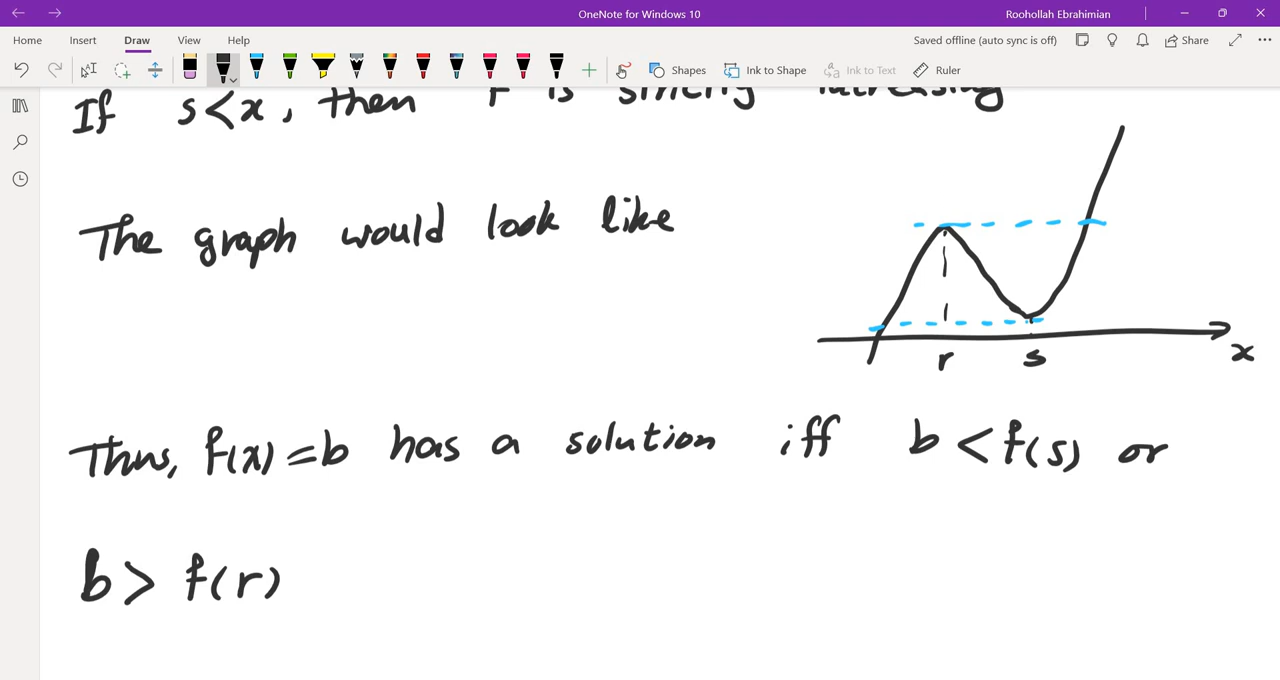 OneNote for Windows 10
Roohollah Ebrahimian
Home Insert Draw View Help
Saved offline (auto sync is off) Share
Shapes Ink to Shape Ink to Text Ruler
If s<x, then f is strictly increasing
The graph would look like
r s x
Thus, f(x)=b has a solution iff b<f(s) or
b> f(r)